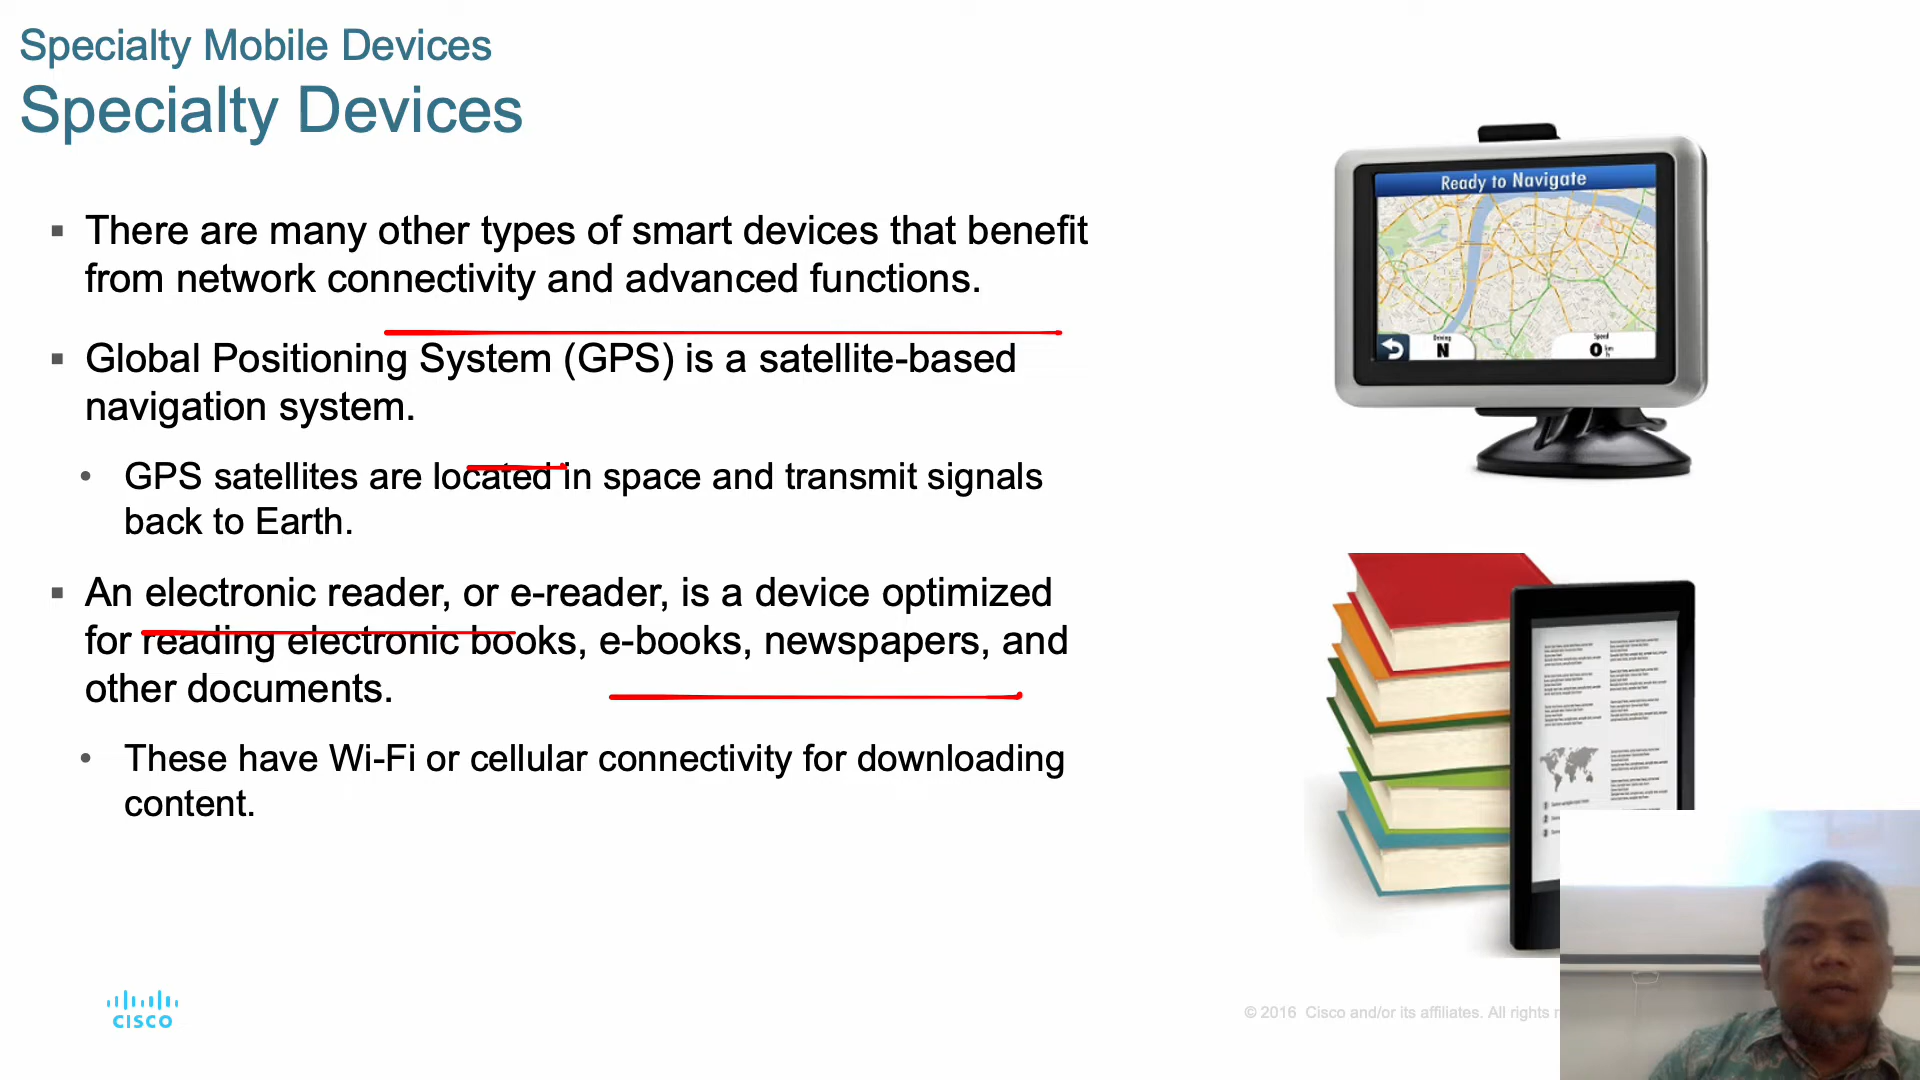 Specialty Mobile Devices
Specialty Devices
There are many other types of smart devices that benefit
from network connectivity and advanced functions.
Global Positioning System (GPS) is a satellite-based
navigation system.
GPS satellites are located in space and transmit signals
back to Earth.
An electronic reader, or e-reader, is a device optimized
for reading electronic books, e-books, newspapers, and
other documents.
These have Wi-Fi or cellular connectivity for downloading
content.
Ready to Navigate
Driving
N
Speed
0
CISCO
© 2016 Cisco and/or its affiliates. All rights